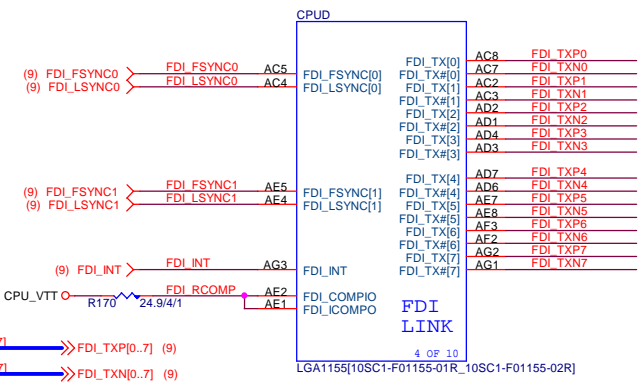 CPUD
FDI_TX[0] AC8 FDI_TXP0
(9) FDI_FSYNC0 FDI_FSYNC0 AC5 FDI_FSYNC[0] FDI_TX#[0] AC7 FDI_TXN0
(9) FDI_LSYNC0 FDI_LSYNC0 AC4 FDI_LSYNC[0] FDI_TX[1] AC2 FDI_TXP1
FDI_TX#[1] AC3 FDI_TXN1
FDI_TX[2] AD2 FDI_TXP2
FDI_TX#[2] AD1 FDI_TXN2
FDI_TX[3] AD4 FDI_TXP3
FDI_TX#[3] AD3 FDI_TXN3
FDI_TX[4] AD7 FDI_TXP4
(9) FDI_FSYNC1 FDI_FSYNC1 AE5 FDI_FSYNC[1] FDI_TX#[4] AD6 FDI_TXN4
(9) FDI_LSYNC1 FDI_LSYNC1 AE4 FDI_LSYNC[1] FDI_TX[5] AE7 FDI_TXP5
FDI_TX#[5] AE8 FDI_TXN5
FDI_TX[6] AF3 FDI_TXP6
FDI_TX#[6] AF2 FDI_TXN6
FDI_TX[7] AG2 FDI_TXP7
(9) FDI_INT FDI_INT AG3 FDI_INT FDI_TX#[7] AG1 FDI_TXN7
CPU_VTT R170 24.9/4/1 FDI_RCOMP AE2 FDI_COMPIO
AE1 FDI_ICOMPO
FDI
LINK
4 OF 10
FDI_TXP[0..7] (9)
LGA1155[10SC1-F01155-01R_10SC1-F01155-02R]
FDI_TXN[0..7] (9)